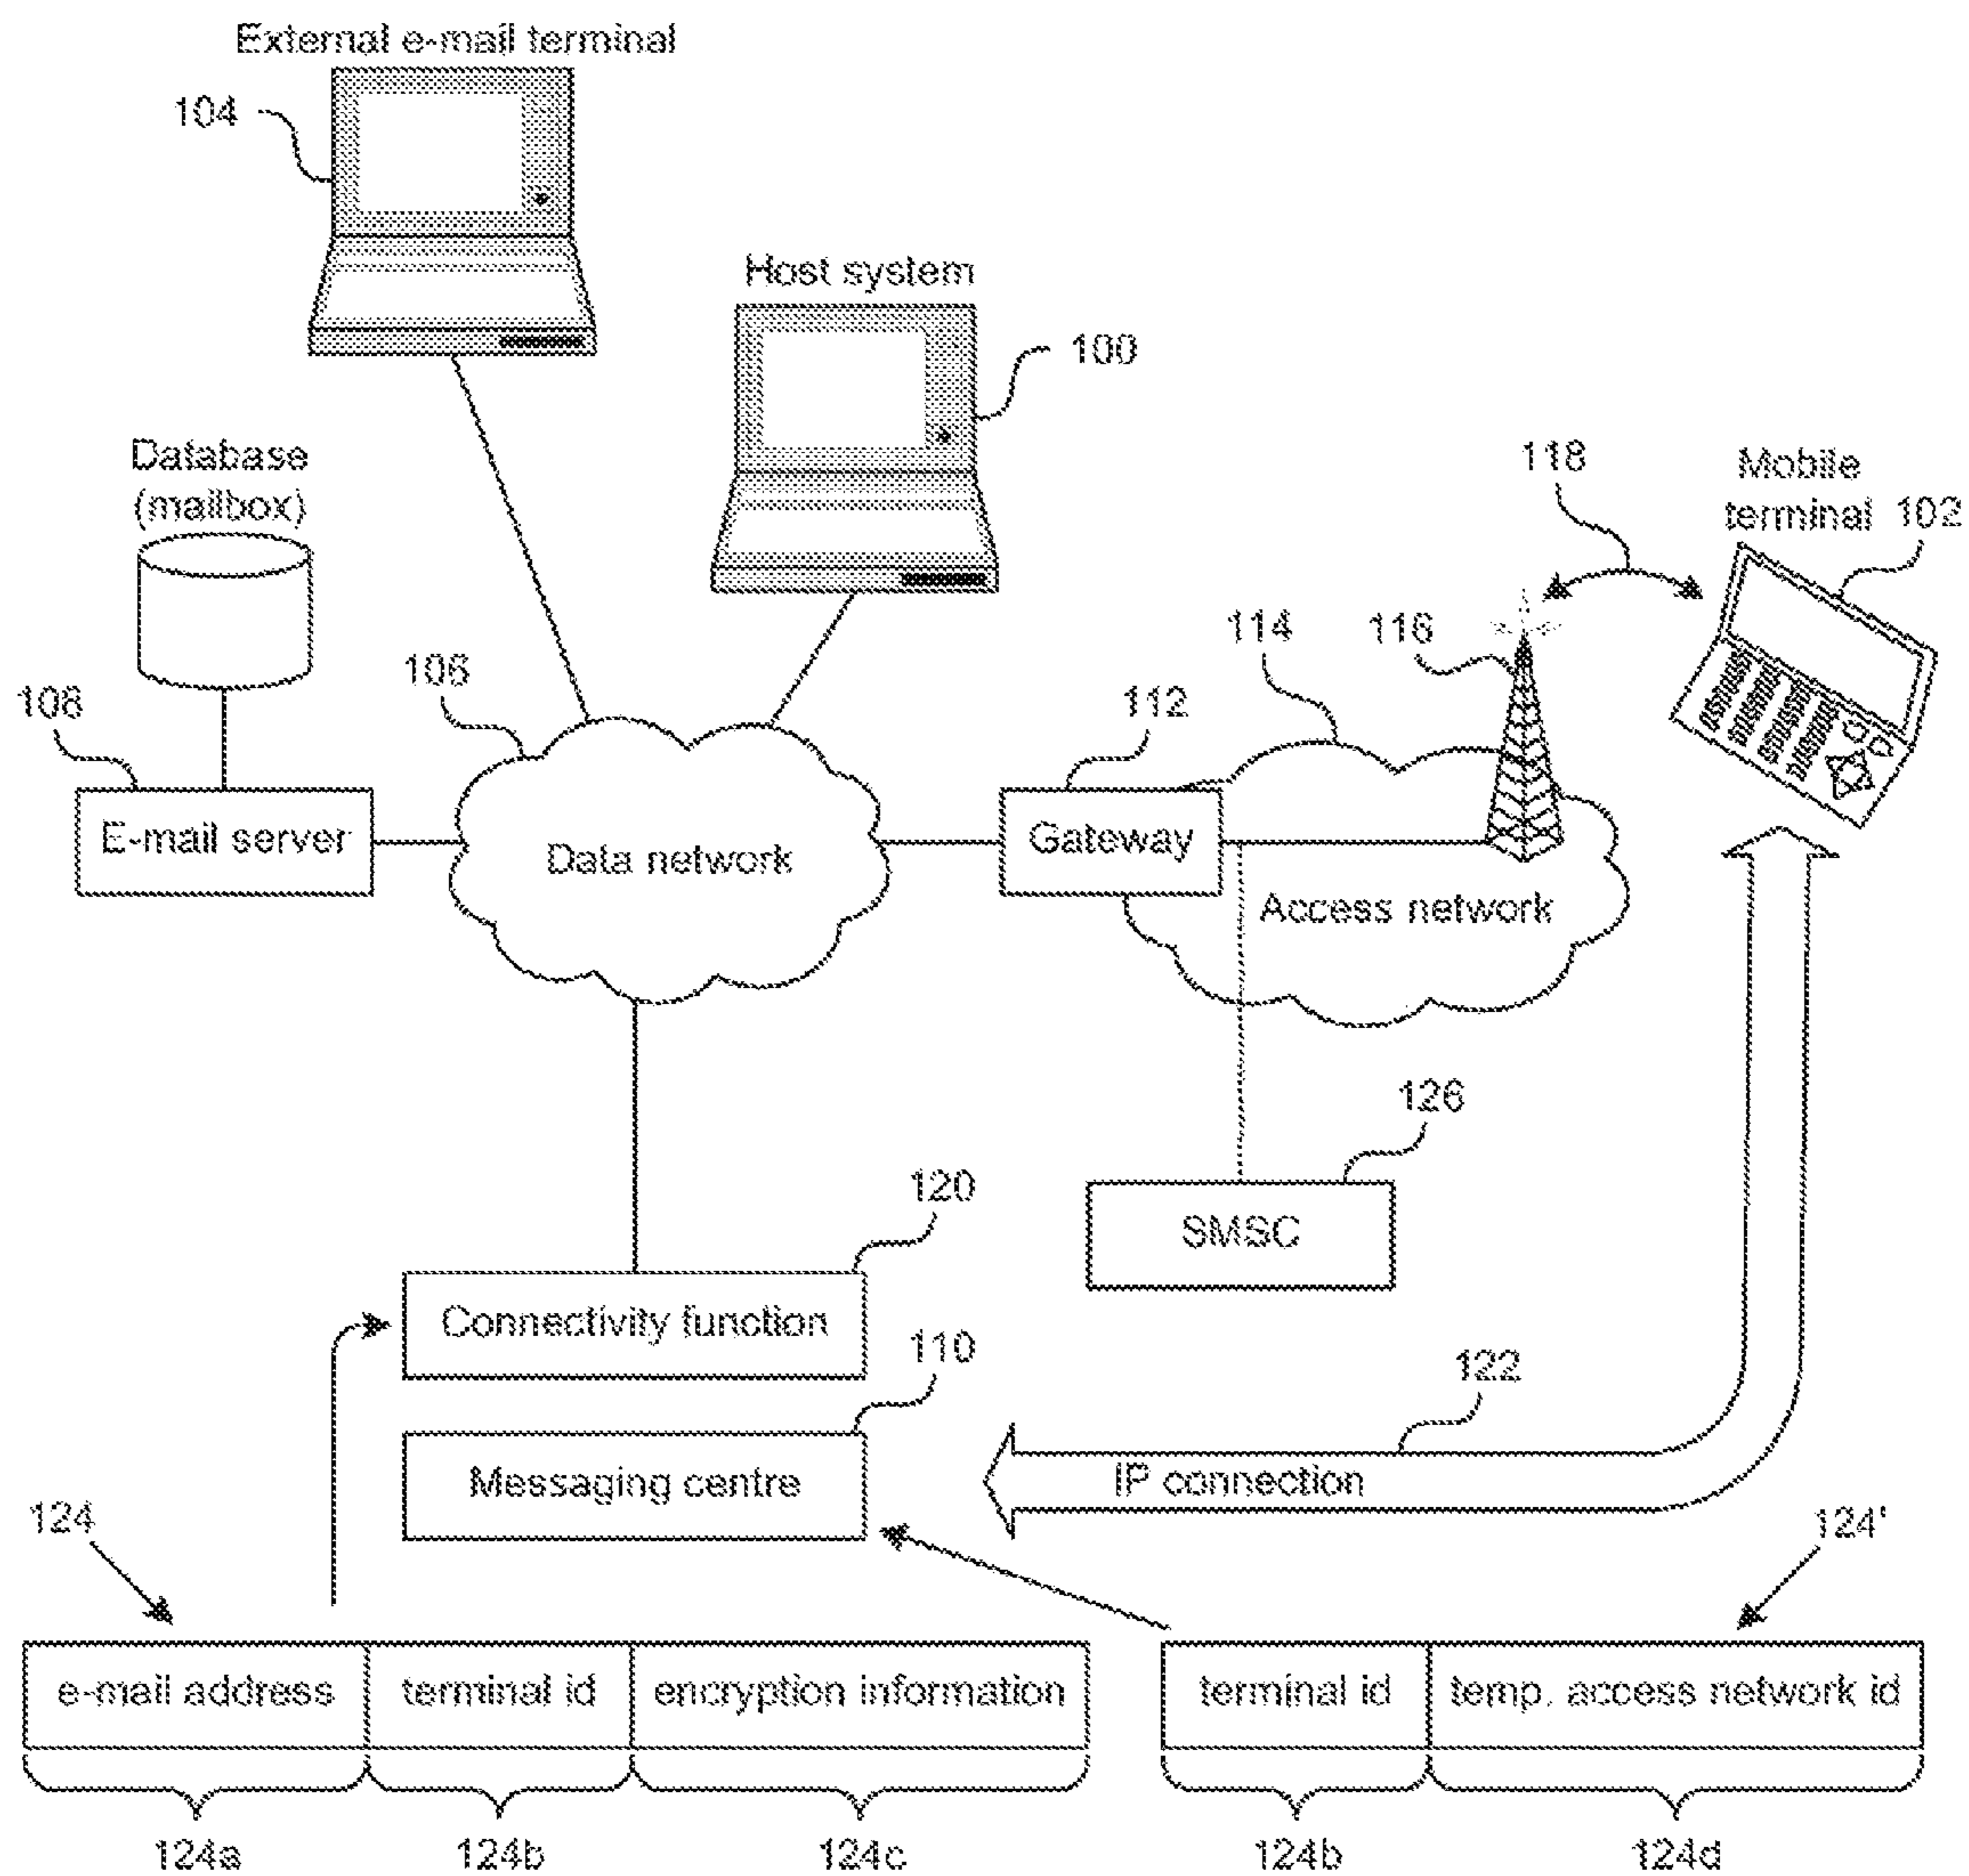 External e-mail terminal
104
Host system
100
Database
(mailbox)
118
Mobile
terminal 102
108
106
114
116
112
E-mail server
Data network
Gateway
Access network
126
SMSC
120
Connectivity function
110
Messaging centre
122
IP connection
124
124'
e-mail address
terminal id
encryption information
terminal id
temp. access network id
124a
124b
124c
124b
124d